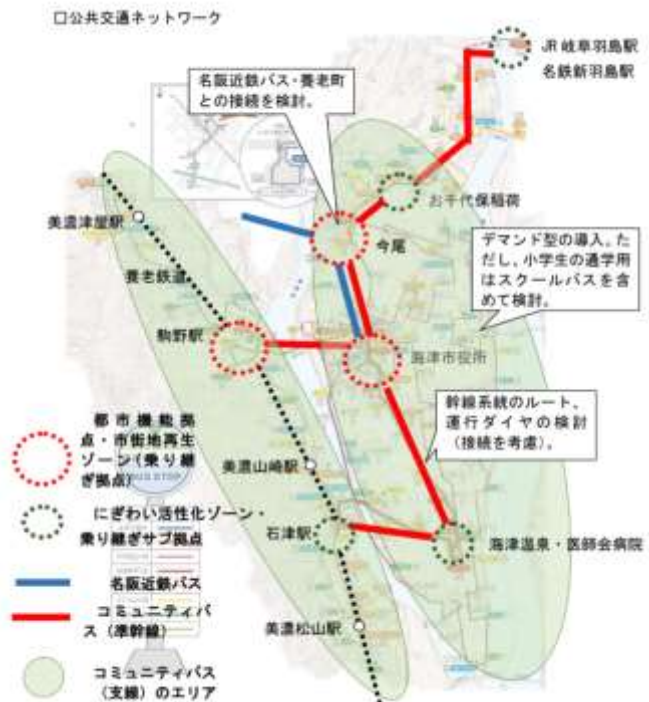 □公共交通ネットワーク
JR 岐阜羽島駅
名鉄新羽島駅
名阪近鉄バス・養老町
との接続を検討。
お千代保稲荷
美濃津屋駅
今尾
デマンド型の導入。た
だし、小学生の通学用
はスクールバスを含
めて検討。
養老鉄道
駒野駅
海津市役所
幹線系統のルート、
運行ダイヤの検討
(接続を考慮)。
都市機能拠
点・市街地再生
ゾーン(乗り継
ぎ拠点)
美濃山崎駅
にぎわい活性化ゾーン・
乗り継ぎサブ拠点
石津駅
海津温泉・医師会病院
名阪近鉄バス
コミュニティバ
ス(準幹線)
美濃松山駅
コミュニティバス
(支線)のエリア